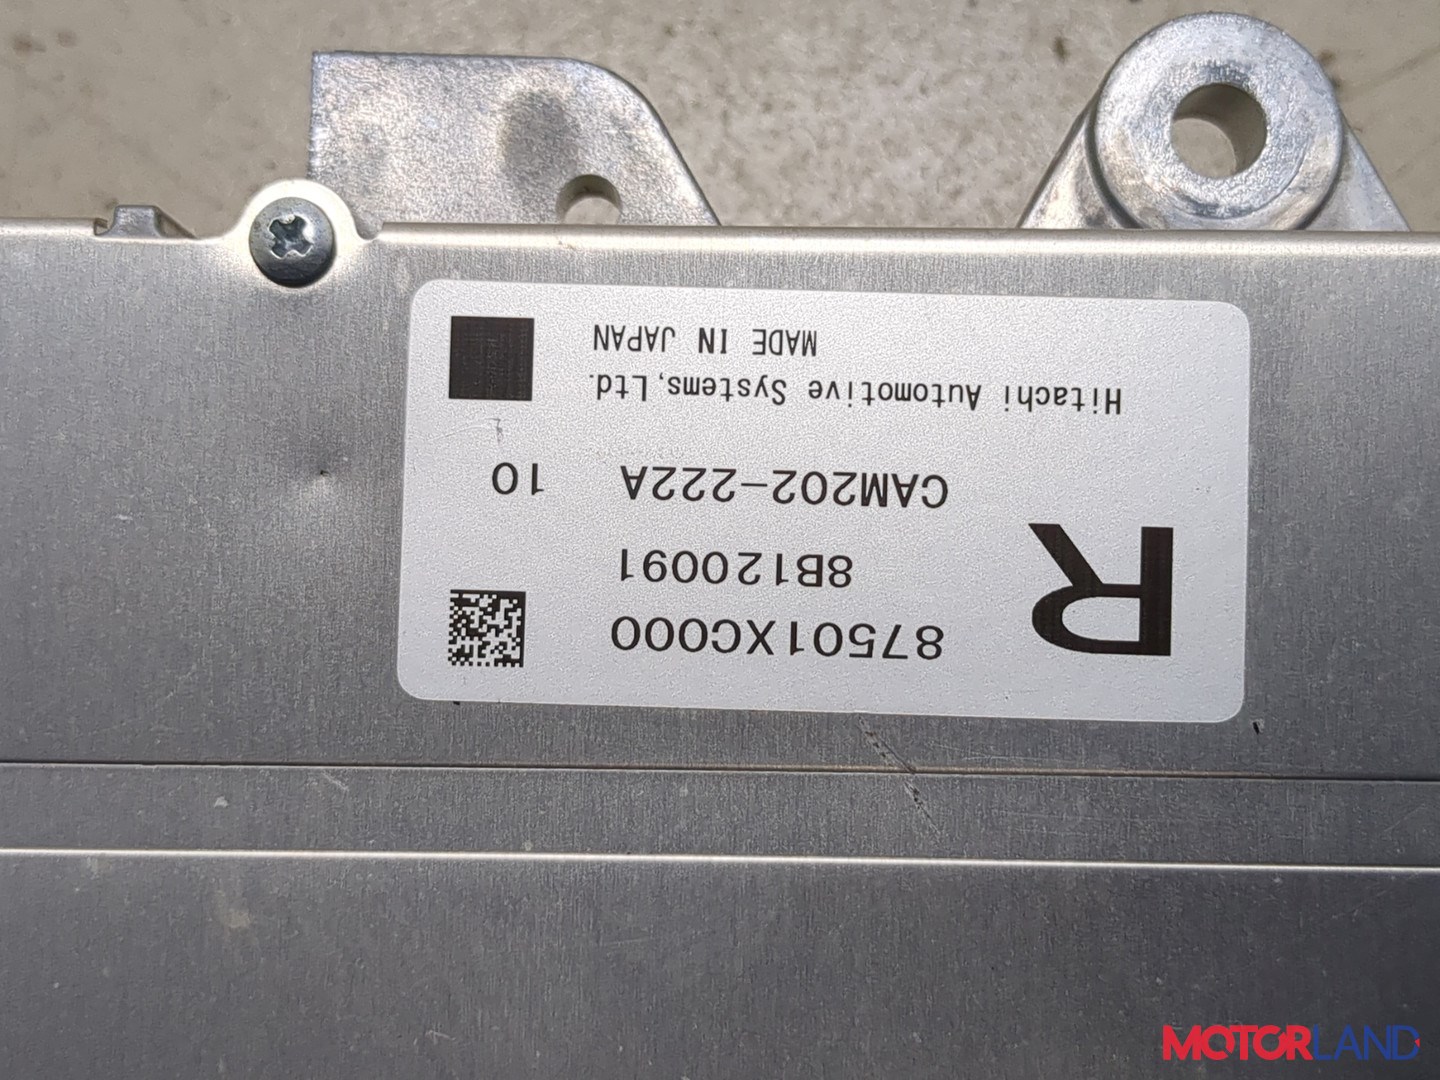 87501XC000
8B120091
R
CAM202-222A 10
Hitachi Automotive Systems,Ltd.
MADE IN JAPAN
MOTORLAND